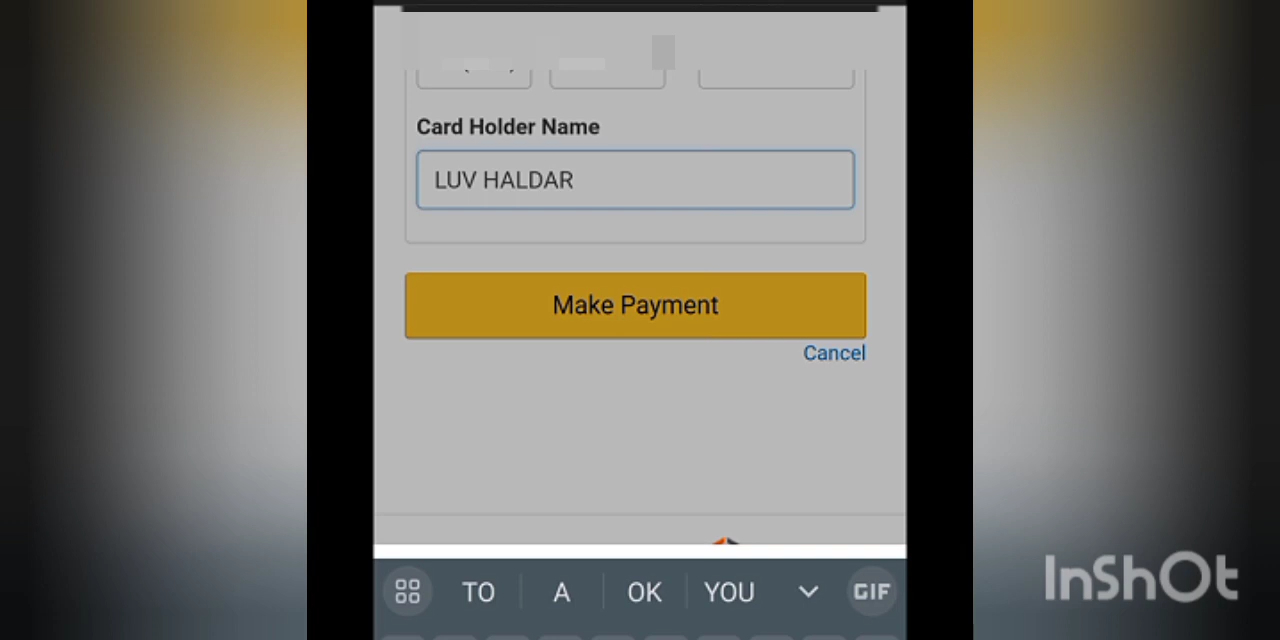 Card Holder Name
LUV HALDAR
Make Payment
Cancel
TO A OK YOU GIF
InShOt